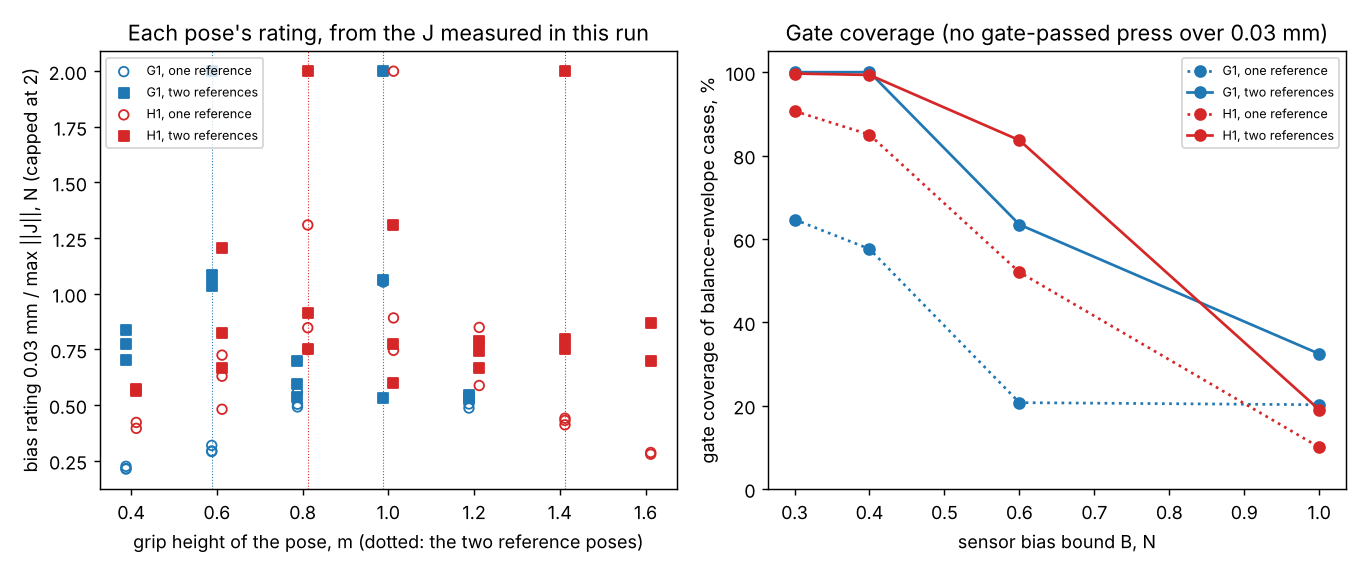 Each pose's rating, from the J measured in this run
bias rating 0.03 mm / max ||J||, N (capped at 2)
2.00
1.75
1.50
1.25
1.00
0.75
0.50
0.25
G1, one reference
G1, two references
H1, one reference
H1, two references
0.4
0.6
0.8
1.0
1.2
1.4
1.6
grip height of the pose, m (dotted: the two reference poses)
Gate coverage (no gate-passed press over 0.03 mm)
gate coverage of balance-envelope cases, %
100
80
60
40
20
0
G1, one reference
G1, two references
H1, one reference
H1, two references
0.3
0.4
0.5
0.6
0.7
0.8
0.9
1.0
sensor bias bound B, N